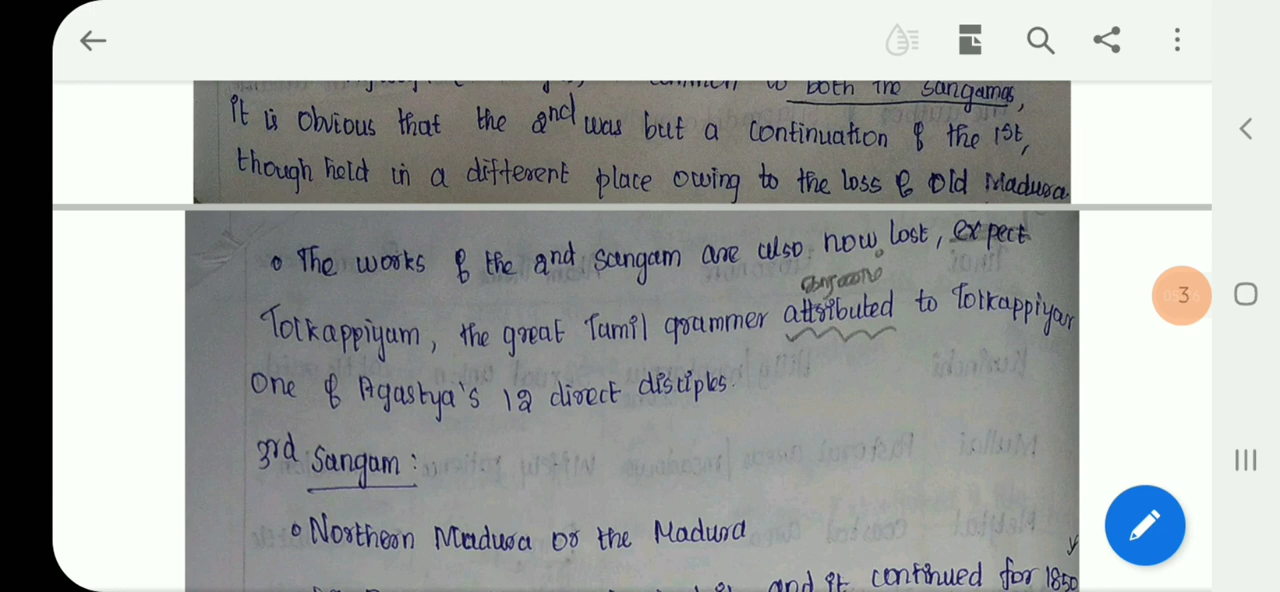 both the Sangamas,
It is obvious that the 2nd was but a continuation of the 1st,
though held in a different place owing to the loss of Old Madura
• The works of the 2nd Sangam are also now lost, expect
Tolkappiyam, the great Tamil grammer attributed to Tolkappiyar
One of Agastya's 12 direct disciples.
3rd Sangam:
• Northern Madura or the Madura
and it continued for 1850
3